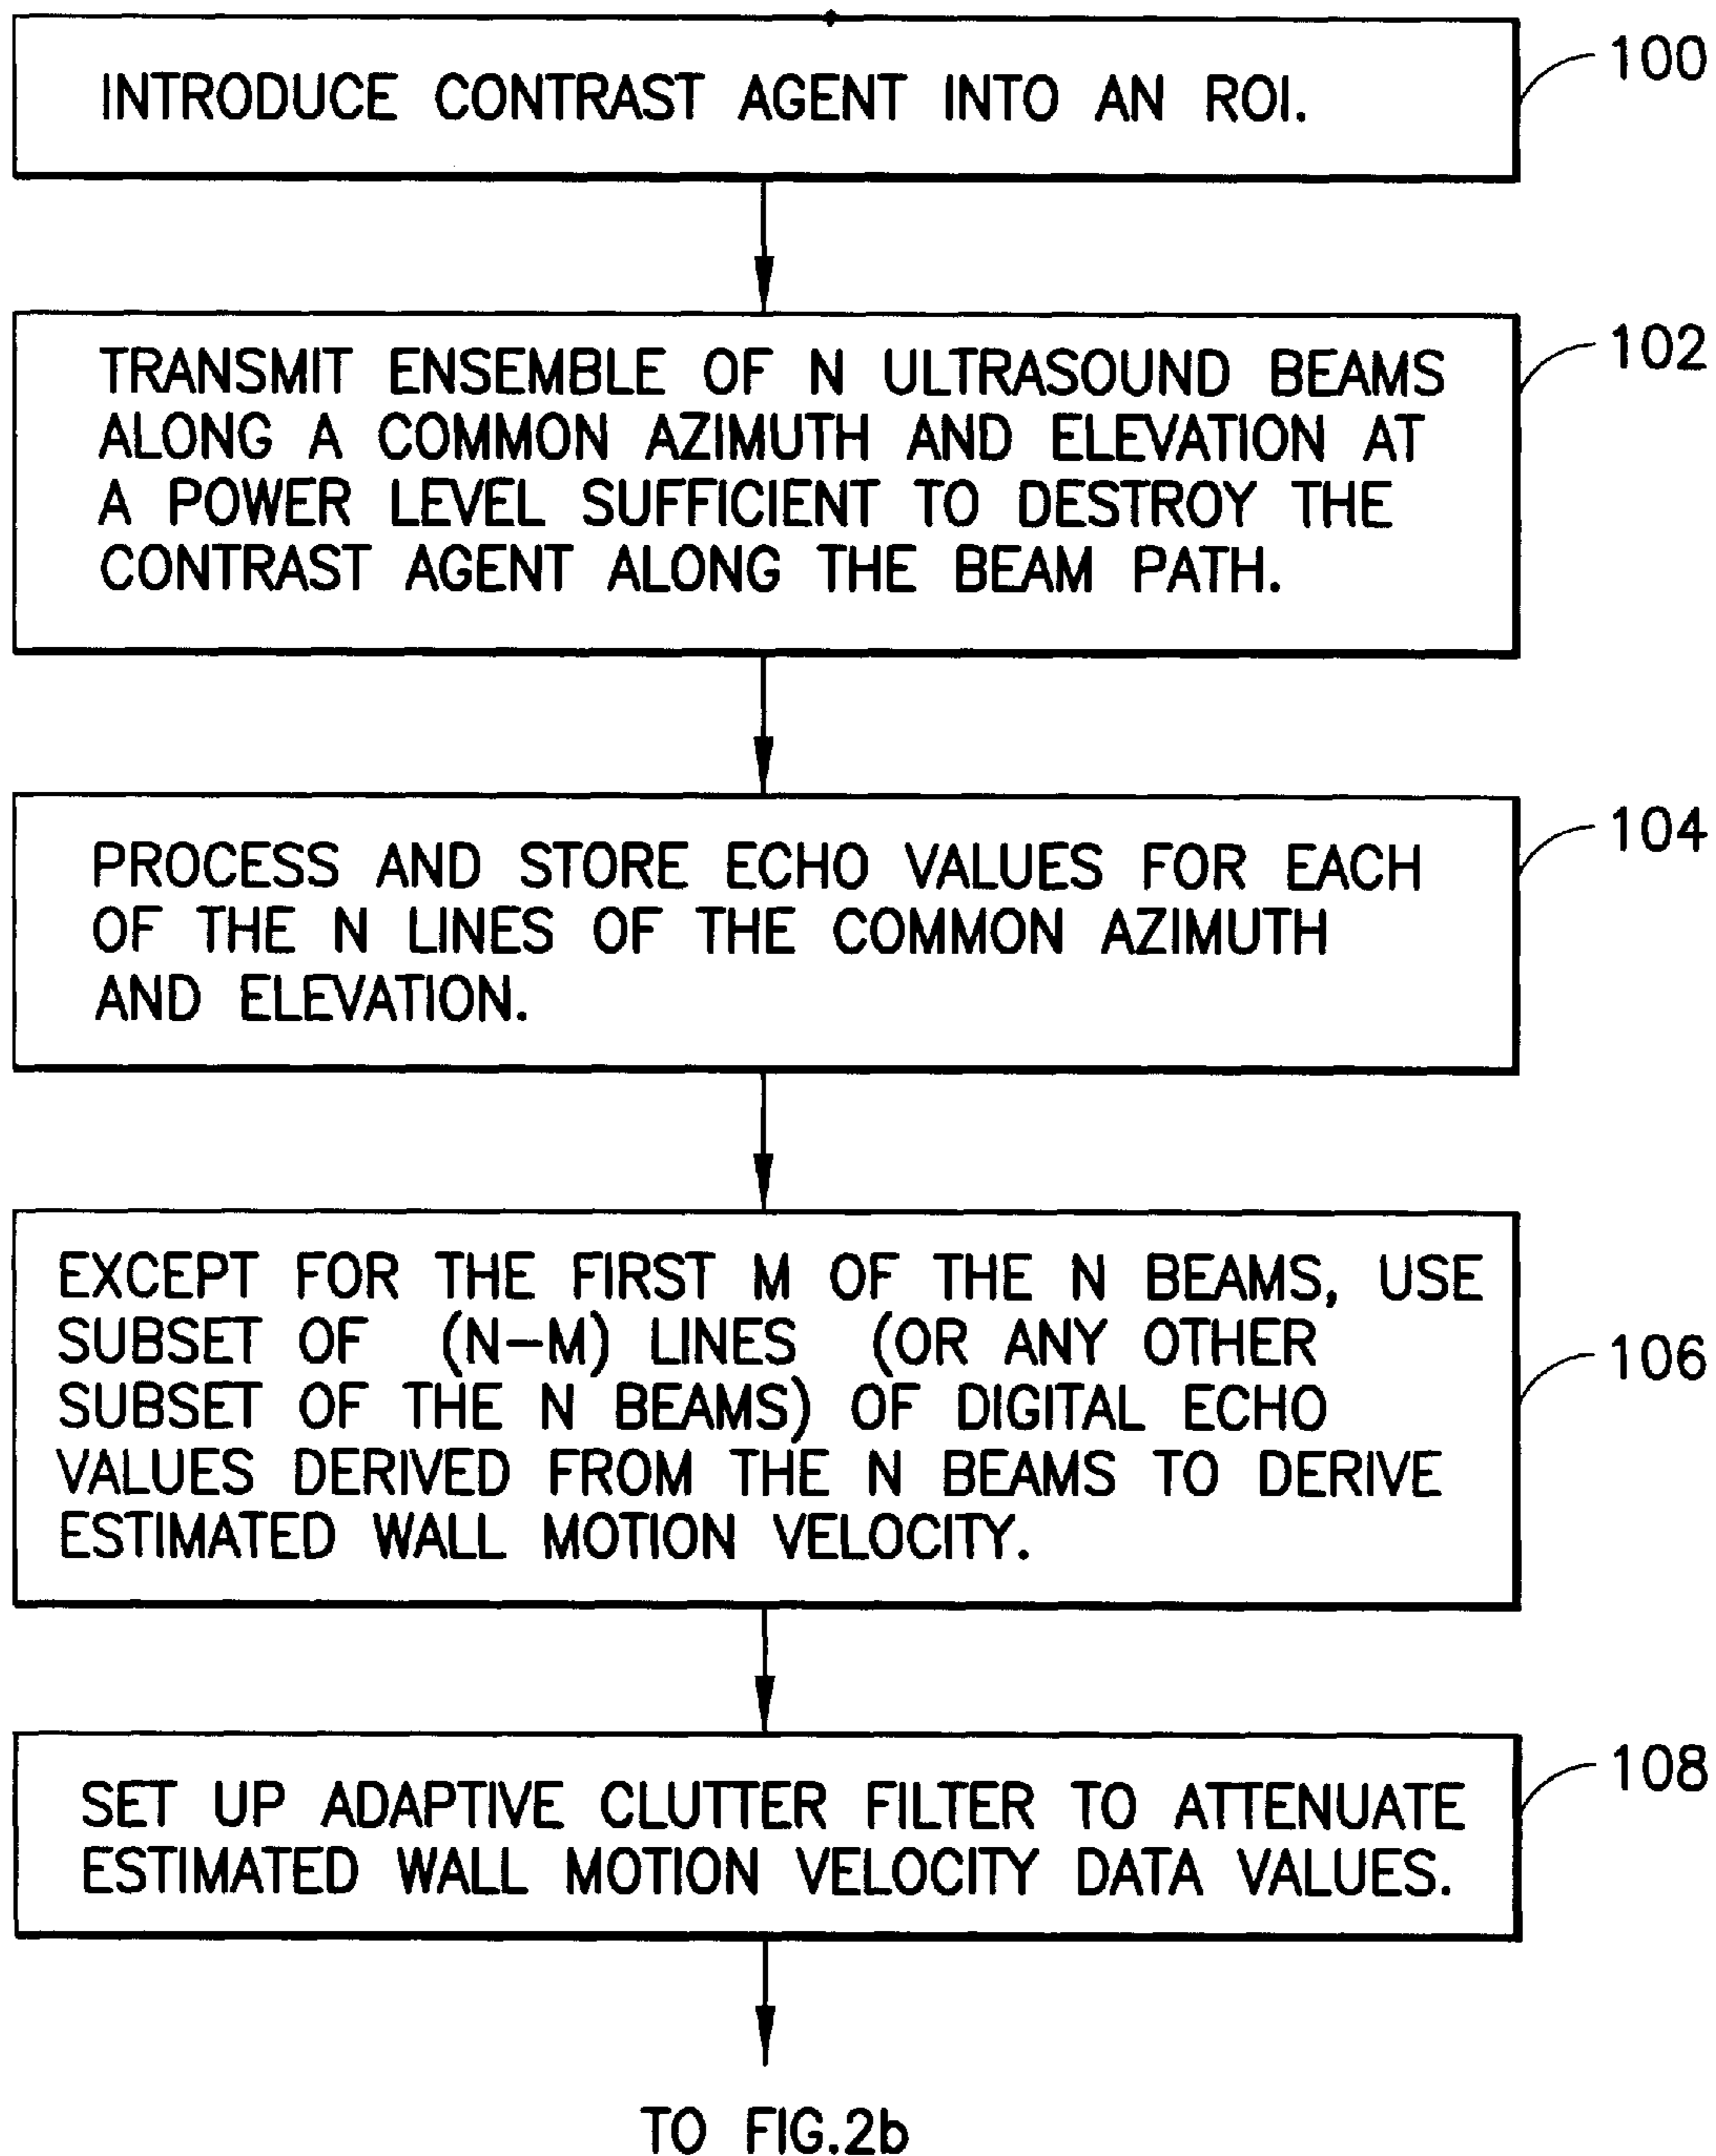 INTRODUCE CONTRAST AGENT INTO AN ROI.
100
TRANSMIT ENSEMBLE OF N ULTRASOUND BEAMS
ALONG A COMMON AZIMUTH AND ELEVATION AT
A POWER LEVEL SUFFICIENT TO DESTROY THE
CONTRAST AGENT ALONG THE BEAM PATH.
102
PROCESS AND STORE ECHO VALUES FOR EACH
OF THE N LINES OF THE COMMON AZIMUTH
AND ELEVATION.
104
EXCEPT FOR THE FIRST M OF THE N BEAMS, USE
SUBSET OF (N-M) LINES (OR ANY OTHER
SUBSET OF THE N BEAMS) OF DIGITAL ECHO
VALUES DERIVED FROM THE N BEAMS TO DERIVE
ESTIMATED WALL MOTION VELOCITY.
106
SET UP ADAPTIVE CLUTTER FILTER TO ATTENUATE
ESTIMATED WALL MOTION VELOCITY DATA VALUES.
108
TO FIG.2b